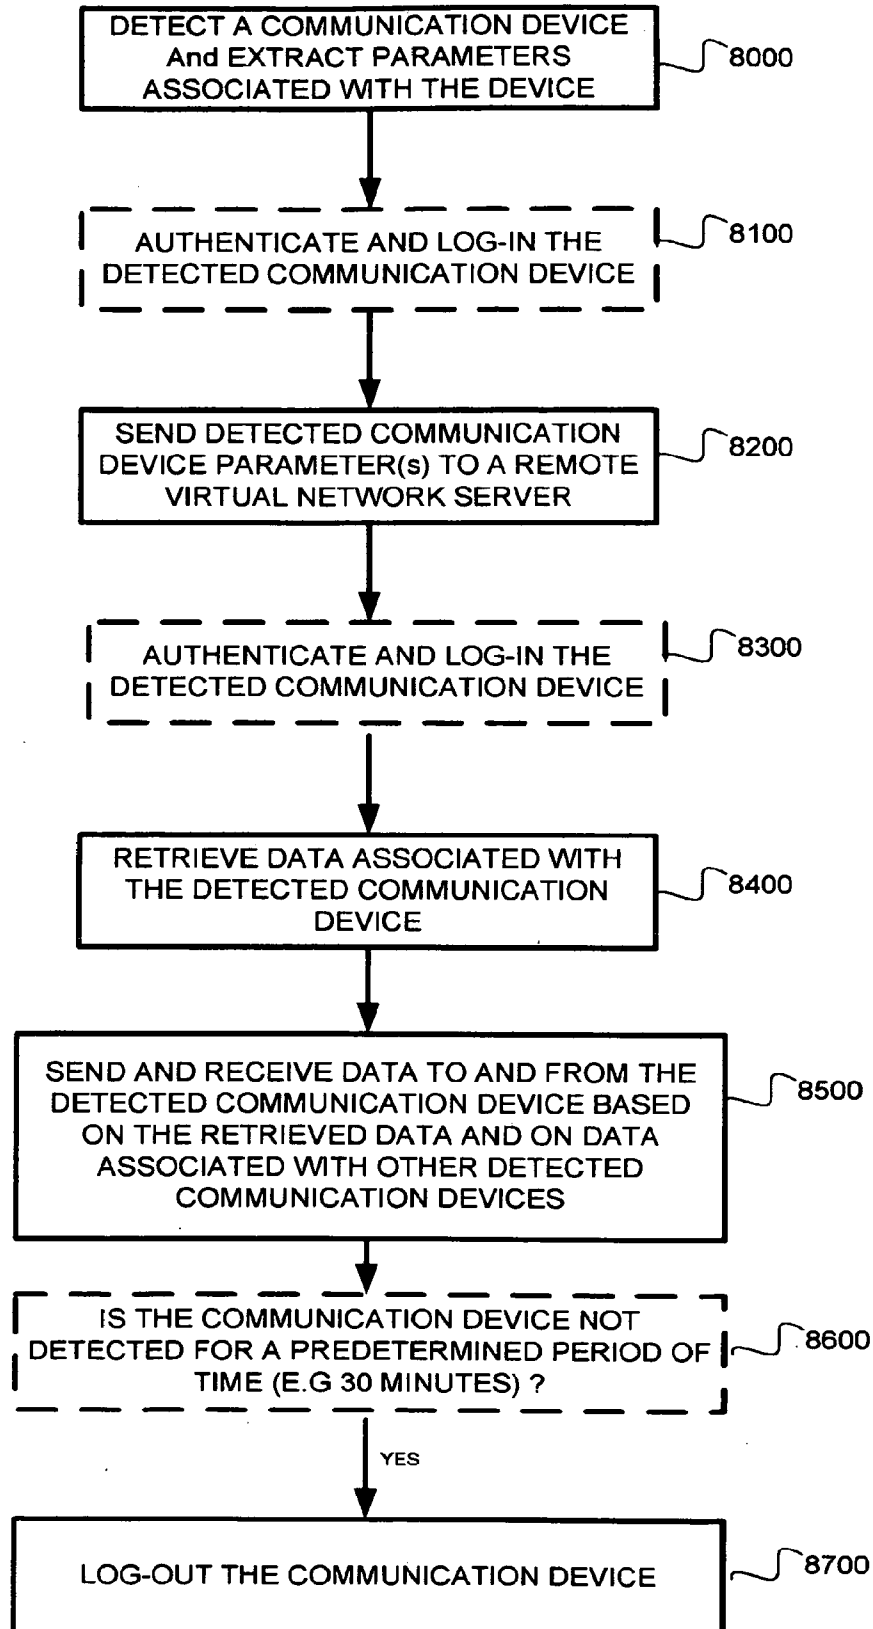 DETECT A COMMUNICATION DEVICE
And EXTRACT PARAMETERS
ASSOCIATED WITH THE DEVICE
8000
AUTHENTICATE AND LOG-IN THE
DETECTED COMMUNICATION DEVICE
8100
SEND DETECTED COMMUNICATION
DEVICE PARAMETER(s) TO A REMOTE
VIRTUAL NETWORK SERVER
8200
AUTHENTICATE AND LOG-IN THE
DETECTED COMMUNICATION DEVICE
8300
RETRIEVE DATA ASSOCIATED WITH
THE DETECTED COMMUNICATION
DEVICE
8400
SEND AND RECEIVE DATA TO AND FROM THE
DETECTED COMMUNICATION DEVICE BASED
ON THE RETRIEVED DATA AND ON DATA
ASSOCIATED WITH OTHER DETECTED
COMMUNICATION DEVICES
8500
IS THE COMMUNICATION DEVICE NOT
DETECTED FOR A PREDETERMINED PERIOD OF
TIME (E.G 30 MINUTES) ?
8600
YES
LOG-OUT THE COMMUNICATION DEVICE
8700